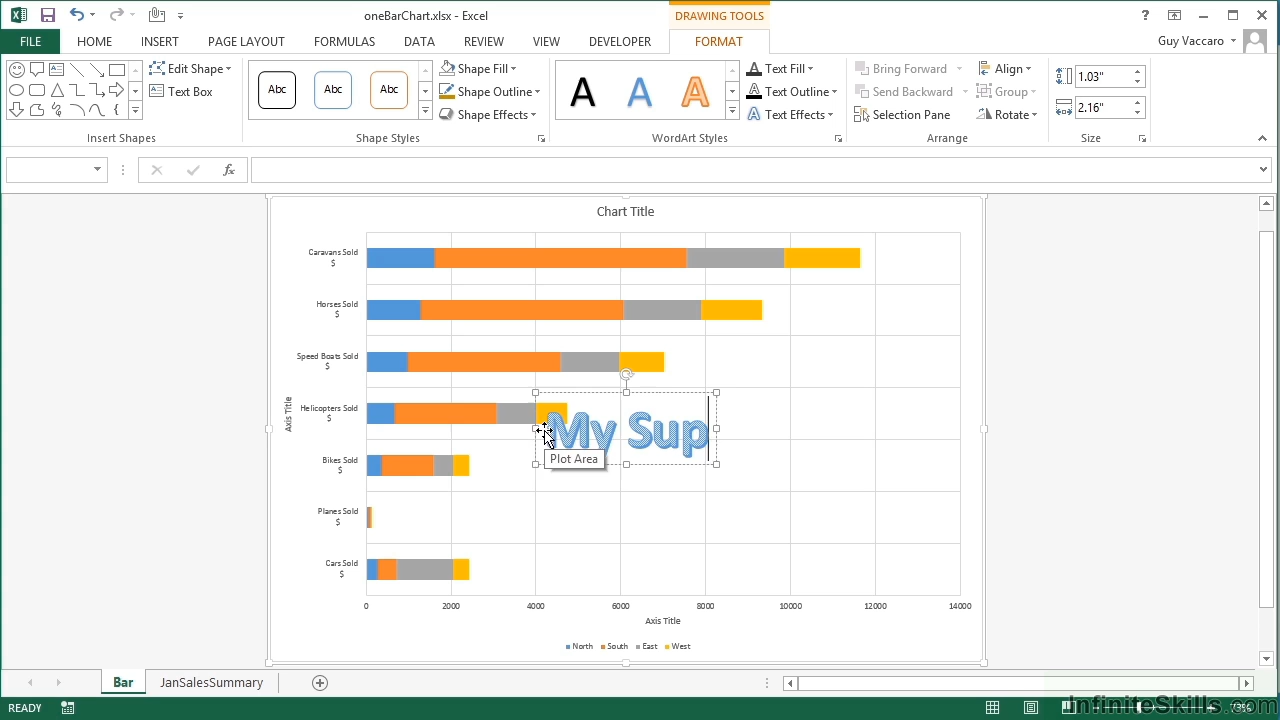 oneBarChart.xlsx - Excel
DRAWING TOOLS
FILE HOME INSERT PAGE LAYOUT FORMULAS DATA REVIEW VIEW DEVELOPER FORMAT
Guy Vaccaro
Edit Shape
Text Box
Insert Shapes
Abc Abc Abc
Shape Fill
Shape Outline
Shape Effects
Shape Styles
A A A
Text Fill
Text Outline
Text Effects
WordArt Styles
Bring Forward
Send Backward
Selection Pane
Align
Group
Rotate
Arrange
1.03"
2.16"
Size
fx
Chart Title
Caravans Sold
$
Horses Sold
$
Speed Boats Sold
$
Helicopters Sold
$
Bikes Sold
$
Planes Sold
$
Cars Sold
$
Axis Title
My Sup
Plot Area
0 2000 4000 6000 8000 10000 12000 14000
Axis Title
North South East West
Bar JanSalesSummary
READY
73%
InfiniteSkills.com